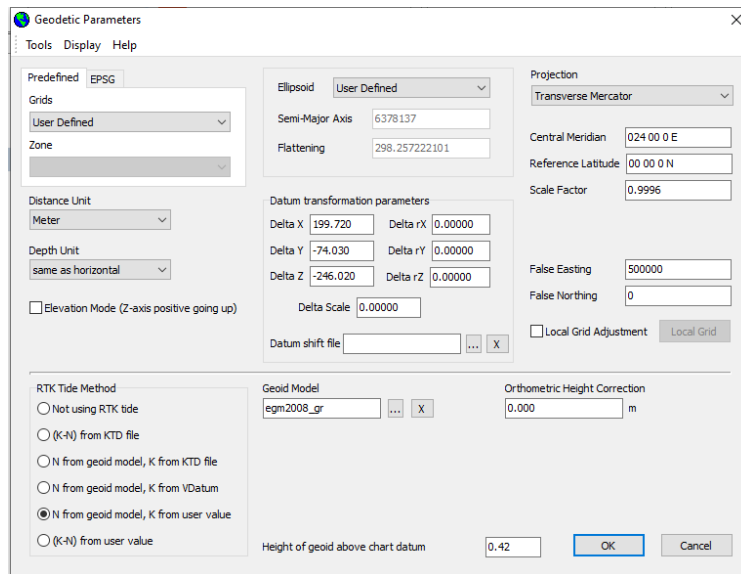 Geodetic Parameters
Tools Display Help
Predefined EPSG
Grids
User Defined
Zone
Distance Unit
Meter
Depth Unit
same as horizontal
Elevation Mode (Z-axis positive going up)
Ellipsoid User Defined
Semi-Major Axis 6378137
Flattening 298.257222101
Datum transformation parameters
Delta X 199.720 Delta rX 0.00000
Delta Y -74.030 Delta rY 0.00000
Delta Z -246.020 Delta rZ 0.00000
Delta Scale 0.00000
Datum shift file ... X
Projection
Transverse Mercator
Central Meridian 024 00 0 E
Reference Latitude 00 00 0 N
Scale Factor 0.9996
False Easting 500000
False Northing 0
Local Grid Adjustment Local Grid
RTK Tide Method
Not using RTK tide
(K-N) from KTD file
N from geoid model, K from KTD file
N from geoid model, K from VDatum
N from geoid model, K from user value
(K-N) from user value
Geoid Model
egm2008_gr ... X
Orthometric Height Correction
0.000 m
Height of geoid above chart datum 0.42
OK Cancel